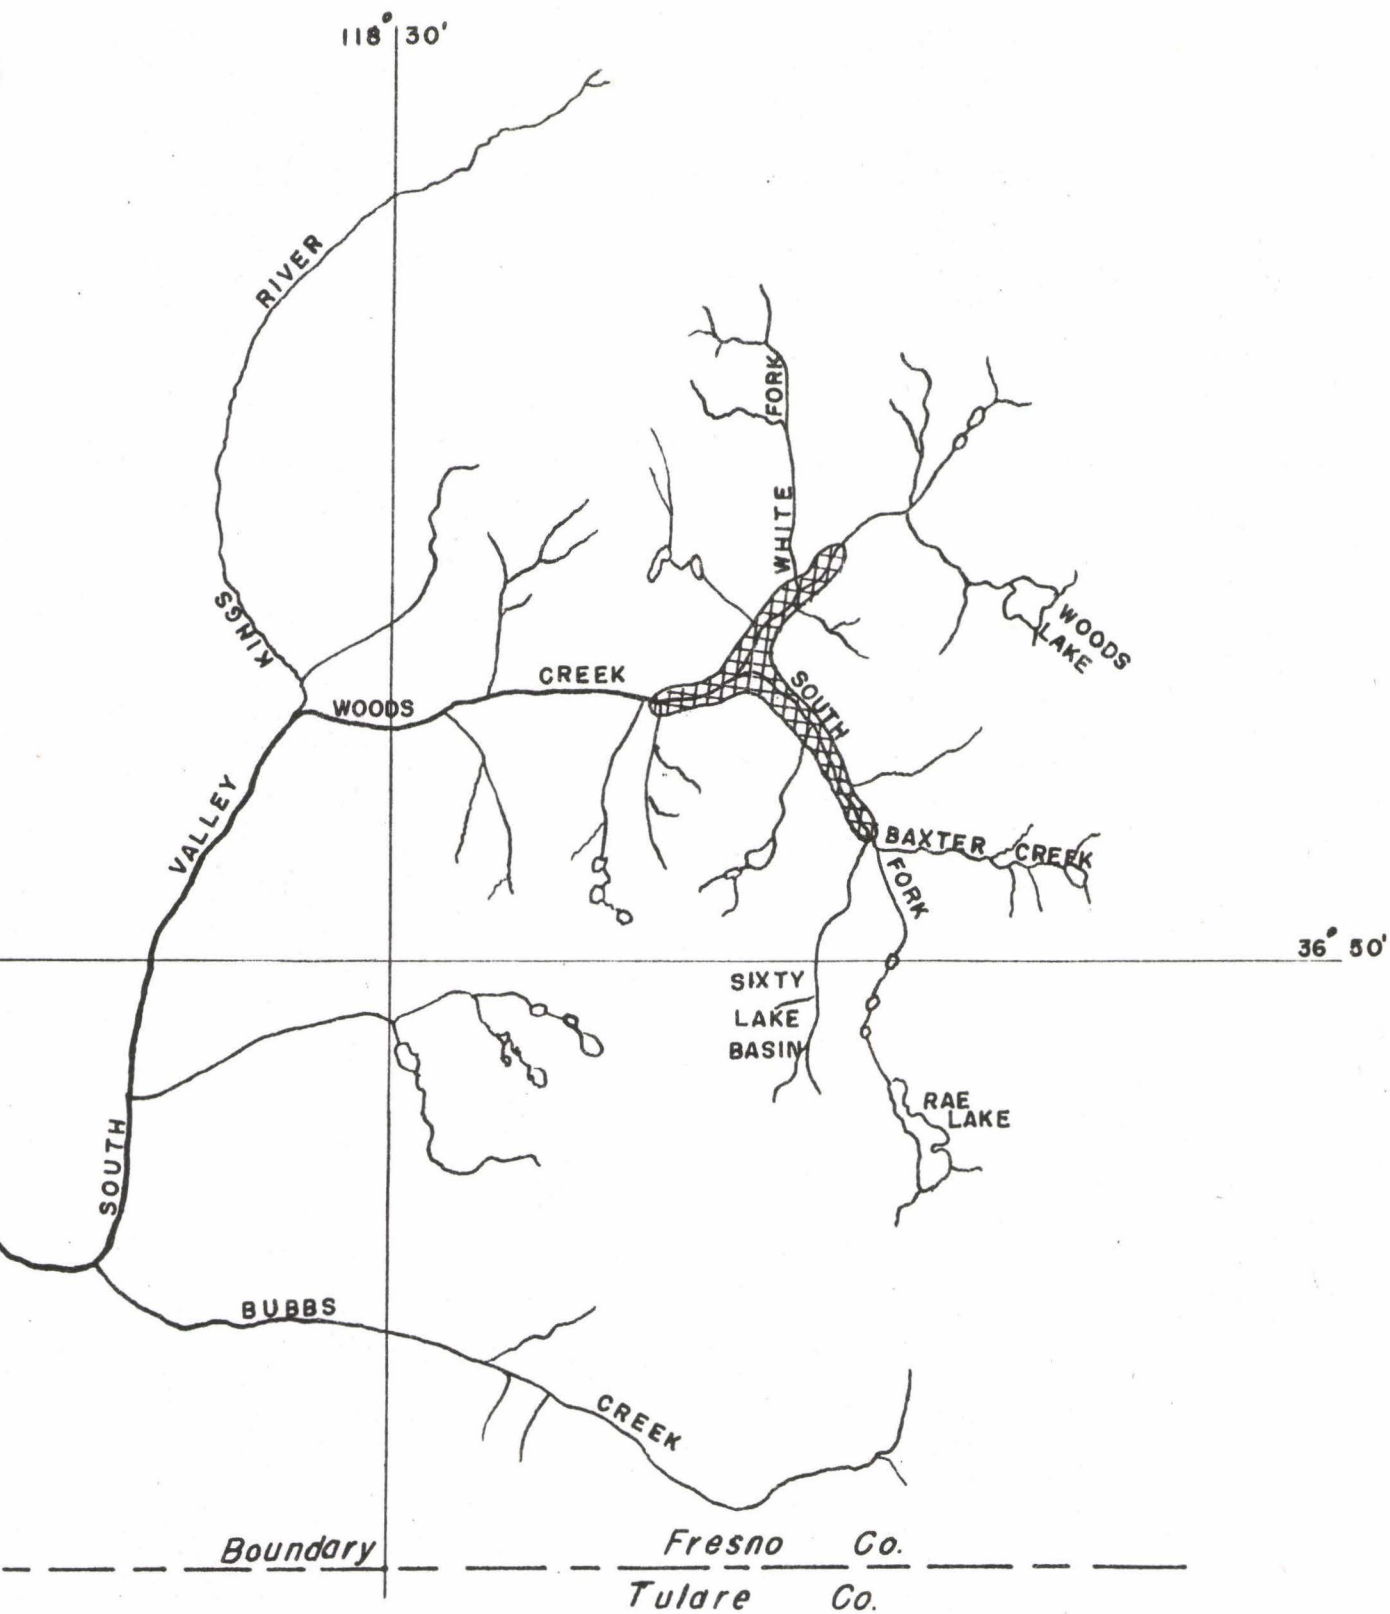 118° 30'
RIVER
FORK
WHITE
KINGS
WOODS
LAKE
CREEK
SOUTH
WOODS
VALLEY
BAXTER CREEK
FORK
36° 50'
SIXTY
LAKE
BASIN
RAE
LAKE
SOUTH
BUBBS
CREEK
Boundary
Fresno Co.
Tulare Co.